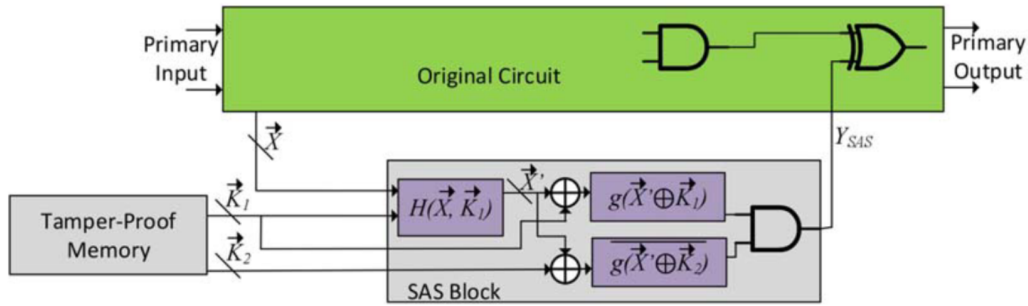 Primary
Input
Original Circuit
Primary
Output
X⃗
Y_SAS
Tamper-Proof
Memory
K⃗₁
K⃗₂
H(X⃗, K⃗₁)
X⃗'
g(X⃗'⊕K⃗₁)
g(X⃗'⊕K⃗₂)
SAS Block